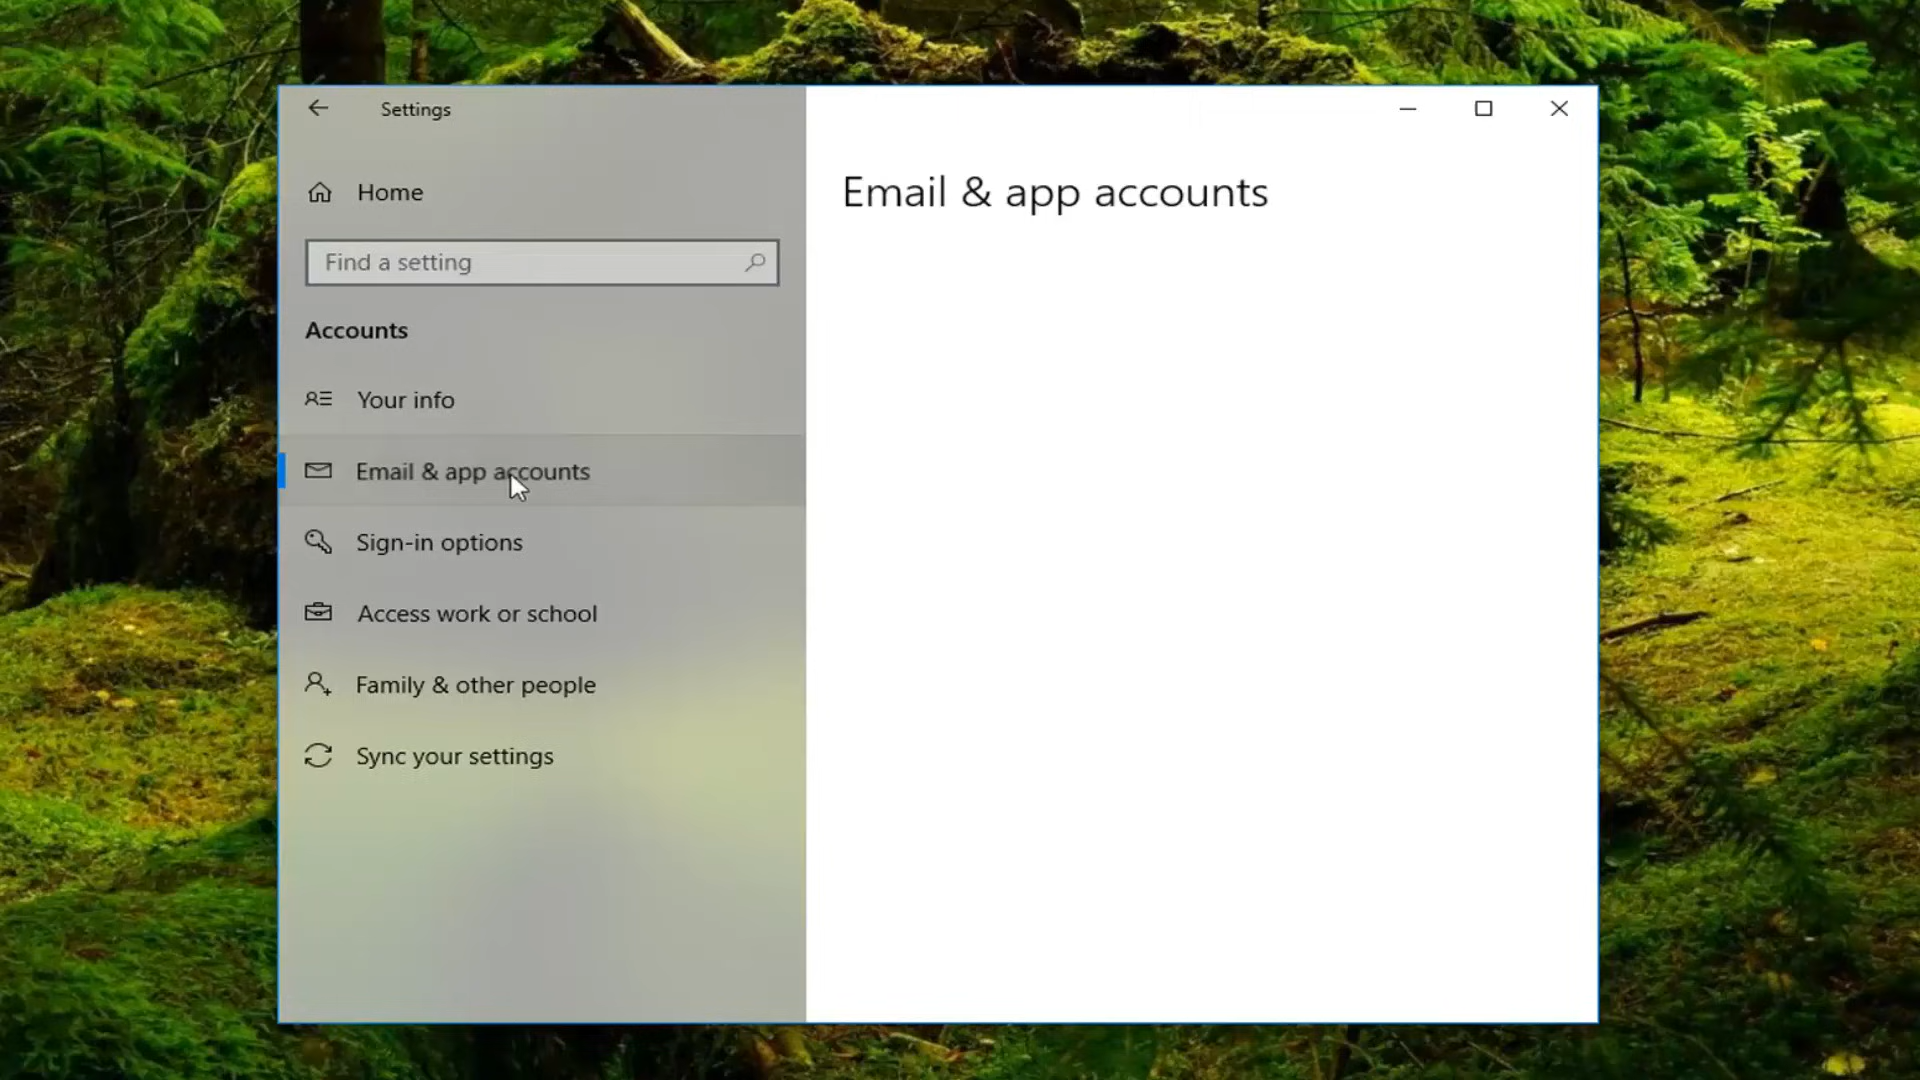 Settings
Home
Find a setting
Accounts
Your info
Email & app accounts
Sign-in options
Access work or school
Family & other people
Sync your settings
Email & app accounts